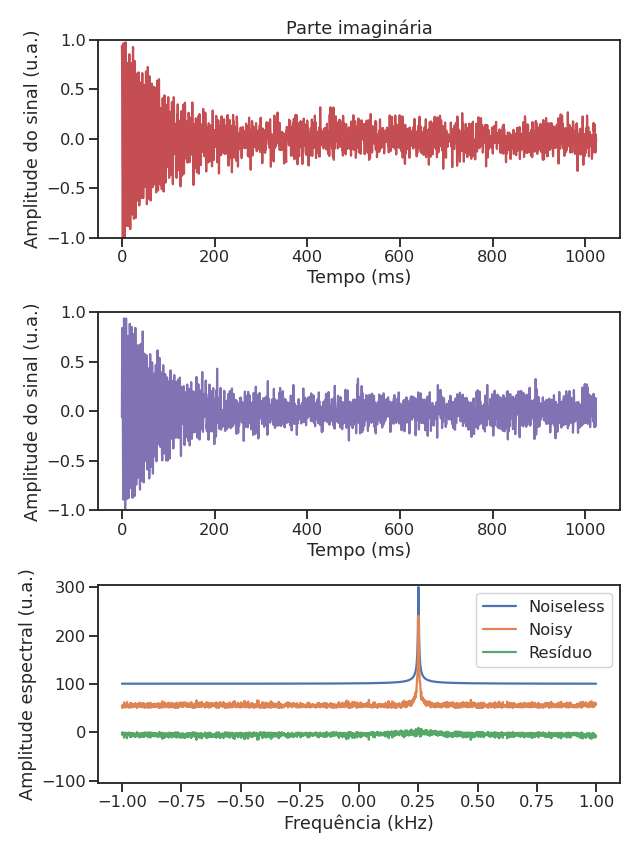 Parte imaginária
1.0
0.5
0.0
−0.5
−1.0
Amplitude do sinal (u.a.)
0 200 400 600 800 1000
Tempo (ms)
1.0
0.5
0.0
−0.5
−1.0
Amplitude do sinal (u.a.)
0 200 400 600 800 1000
Tempo (ms)
300
200
100
0
−100
Amplitude espectral (u.a.)
Noiseless
Noisy
Resíduo
−1.00 −0.75 −0.50 −0.25 0.00 0.25 0.50 0.75 1.00
Frequência (kHz)